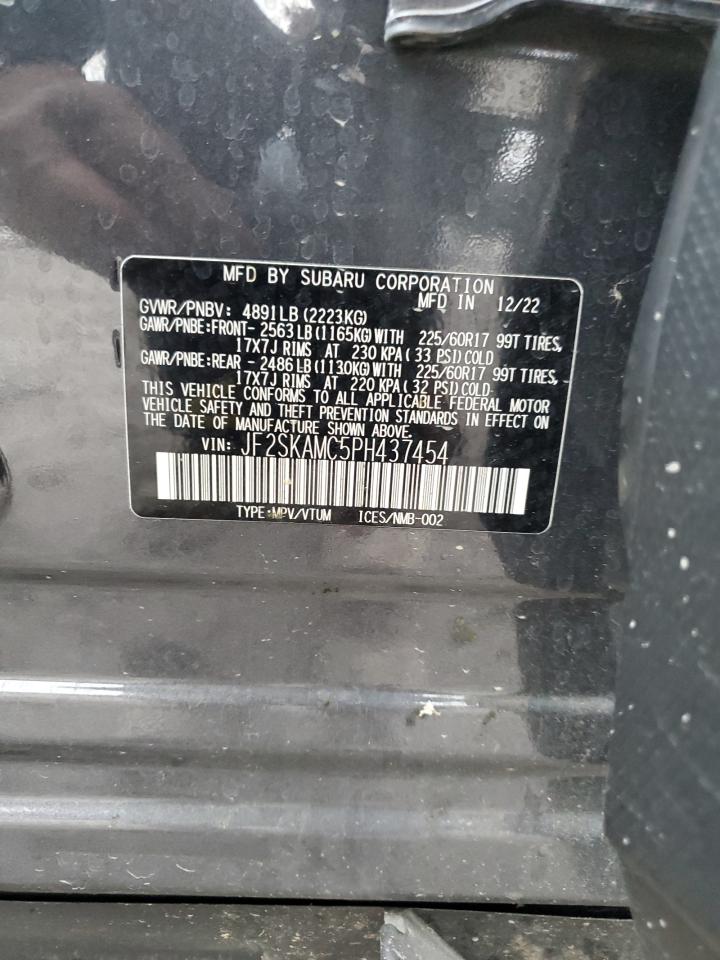 MFD BY SUBARU CORPORATION
MFD IN 12/22
GVWR/PNBV: 4891LB (2223KG)
GAWR/PNBE:FRONT- 2563LB (1165KG) WITH 225/60R17 99T TIRES,
17X7J RIMS AT 230 KPA ( 33 PSI) COLD
GAWR/PNBE:REAR - 2486LB (1130KG) WITH 225/60R17 99T TIRES,
17X7J RIMS AT 220 KPA ( 32 PSI) COLD
THIS VEHICLE CONFORMS TO ALL APPLICABLE FEDERAL MOTOR
VEHICLE SAFETY AND THEFT PREVENTION STANDARDS IN EFFECT ON
THE DATE OF MANUFACTURE SHOWN ABOVE.
VIN: JF2SKAMC5PH437454
TYPE:MPV/VTUM ICES/NMB-002